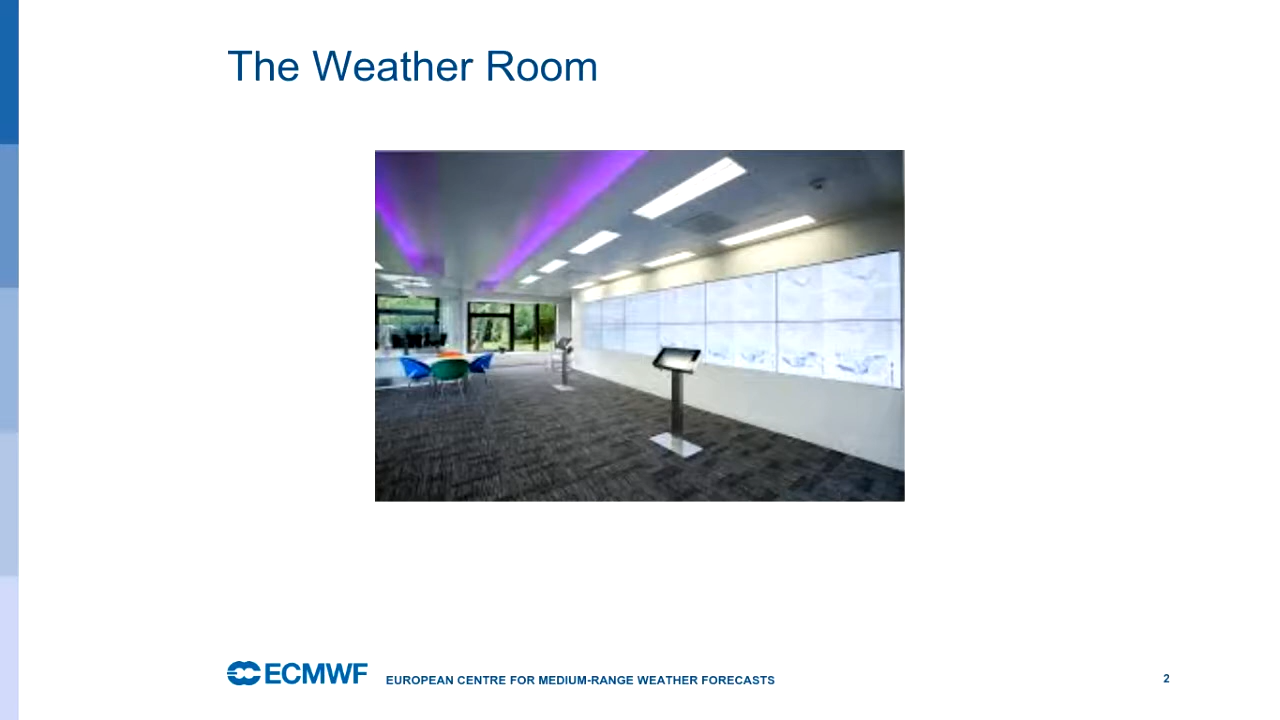 The Weather Room
ECMWF EUROPEAN CENTRE FOR MEDIUM-RANGE WEATHER FORECASTS 2